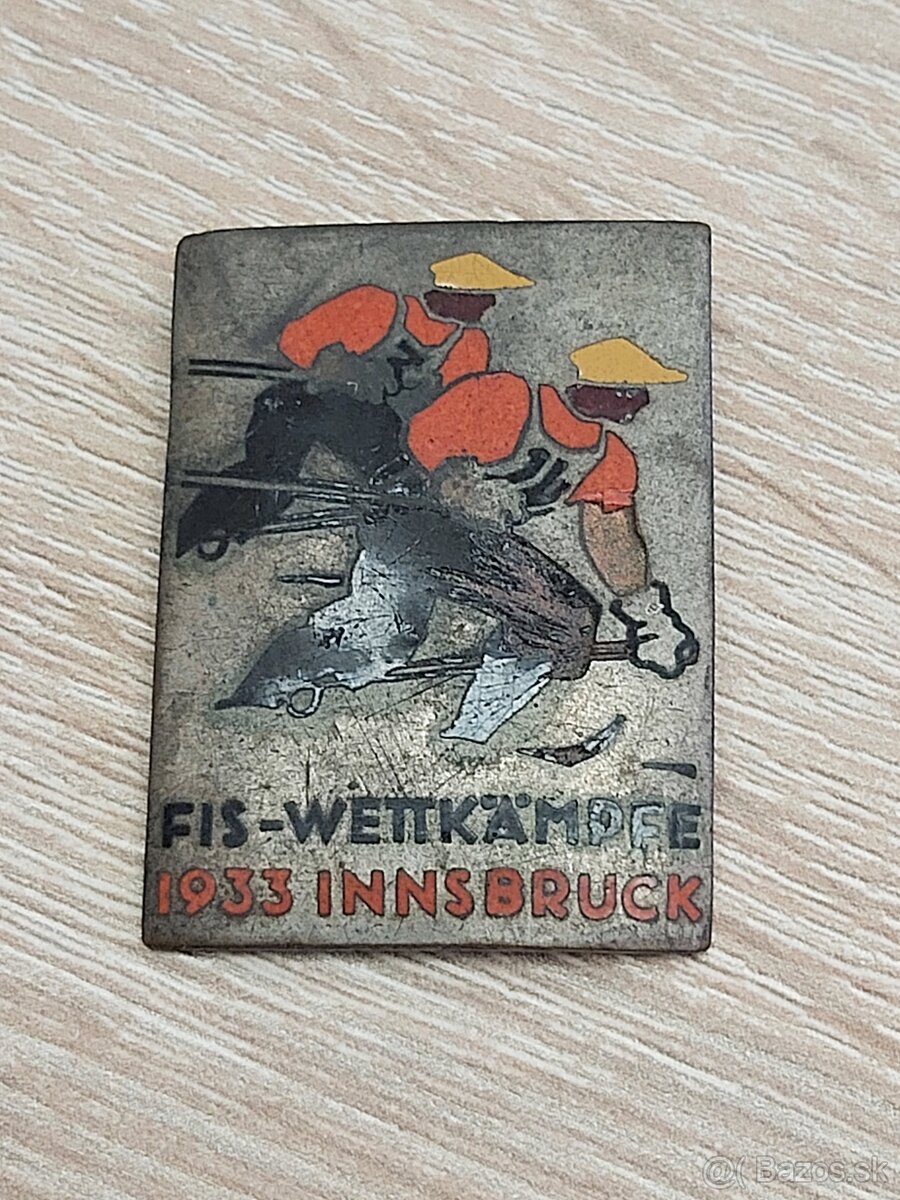 FIS-WETTKÄMPFE
1933 INNSBRUCK
@( Bazos.sk